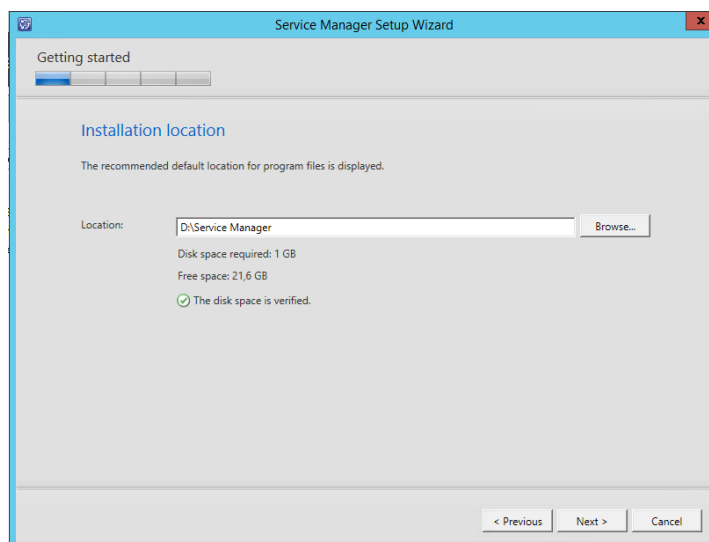 Service Manager Setup Wizard
x
Getting started
Installation location
The recommended default location for program files is displayed.
Location:
D:\Service Manager
Browse...
Disk space required: 1 GB
Free space: 21,6 GB
The disk space is verified.
< Previous
Next >
Cancel